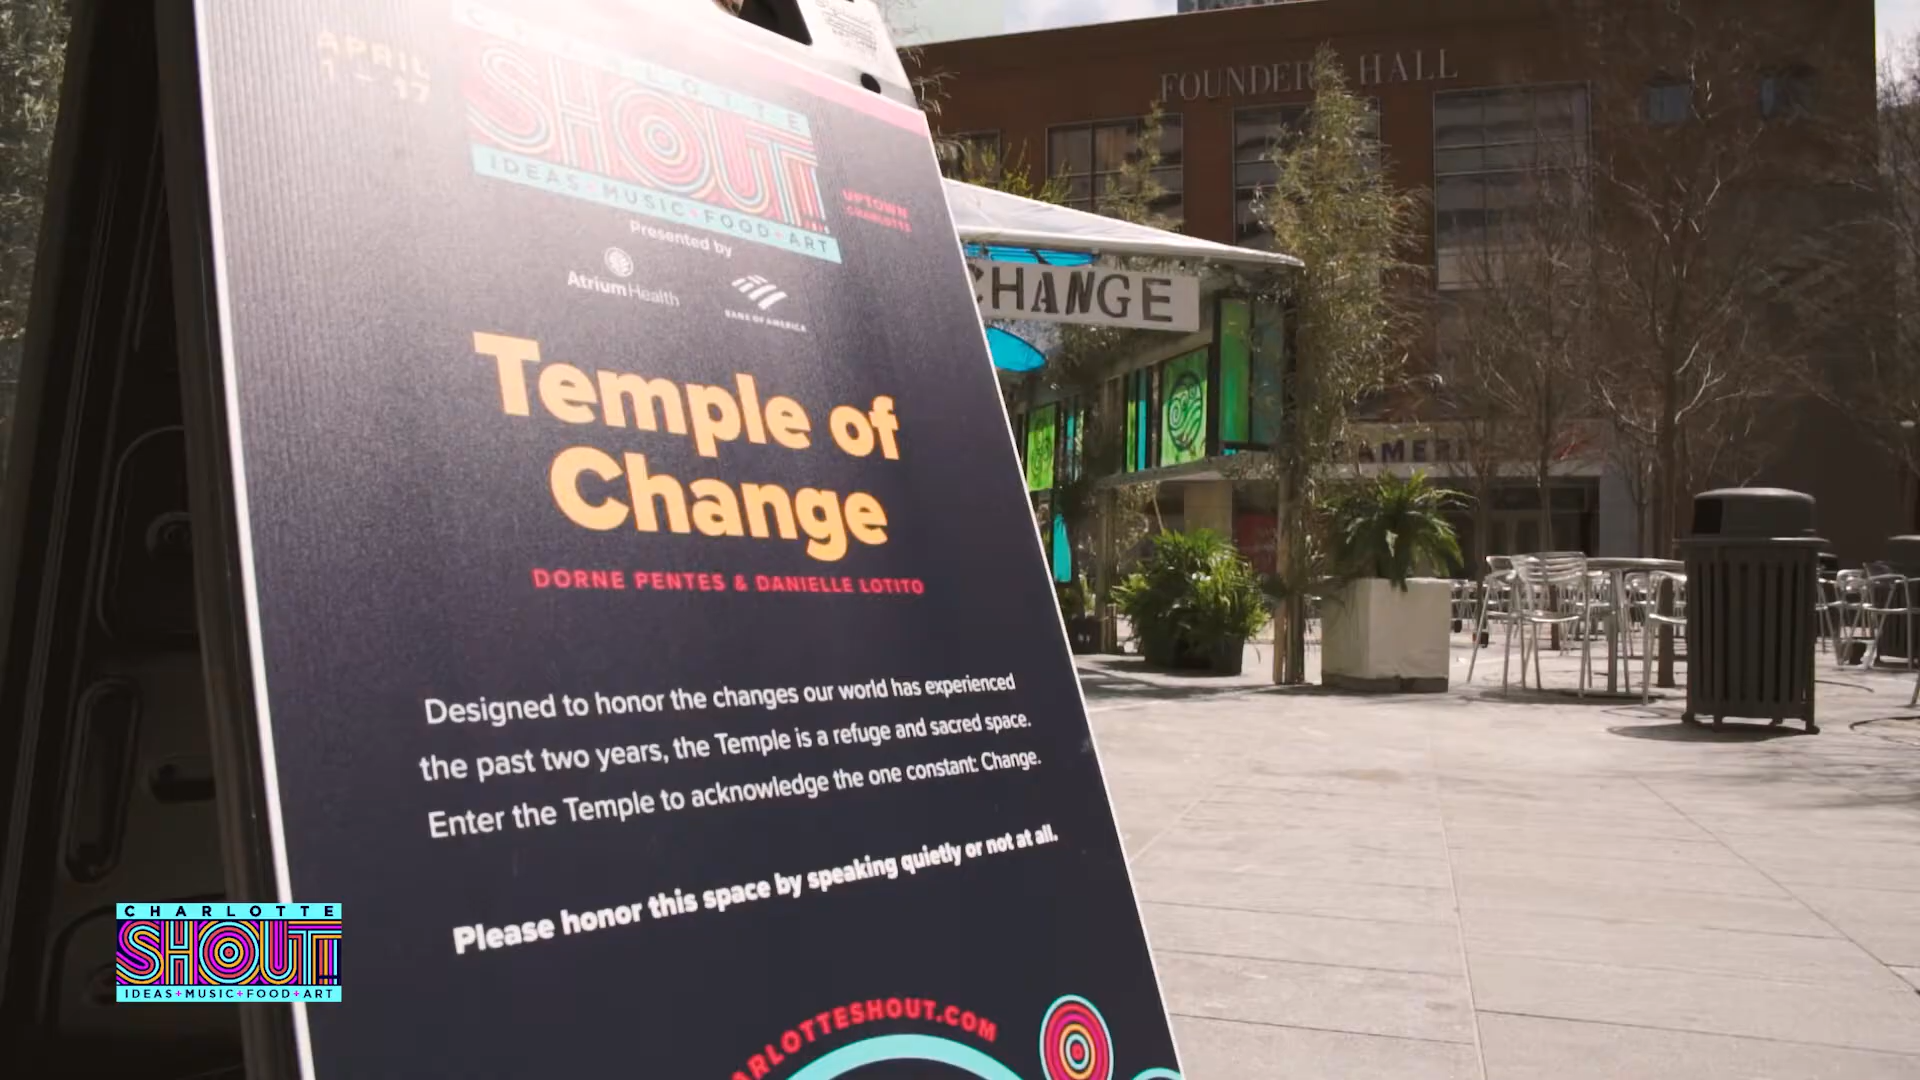 APRIL
1 – 17
CHARLOTTE
SHOUT!
IDEAS+MUSIC+FOOD+ART
UPTOWN
CHARLOTTE
Presented by
Atrium Health
BANK OF AMERICA
Temple of
Change
DORNE PENTES & DANIELLE LOTITO
Designed to honor the changes our world has experienced
the past two years, the Temple is a refuge and sacred space.
Enter the Temple to acknowledge the one constant: Change.
Please honor this space by speaking quietly or not at all.
ARLOTTESHOUT.COM
FOUNDERS HALL
CHANGE
AMERI
CHARLOTTE
SHOUT!
IDEAS+MUSIC+FOOD+ART